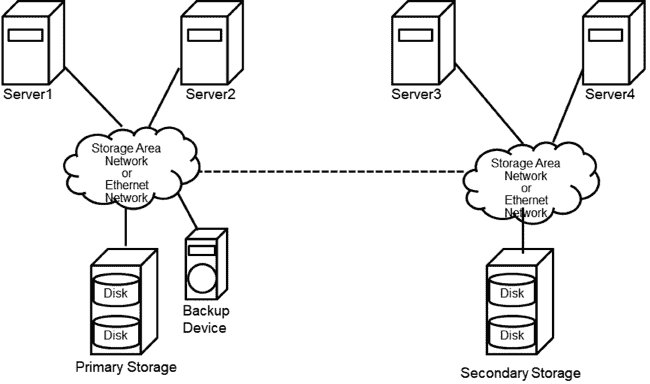 Server1
Server2
Server3
Server4
Storage Area
Network
or
Ethernet
Network
Storage Area
Network
or
Ethernet
Network
Disk
Disk
Primary Storage
Backup
Device
Disk
Disk
Secondary Storage